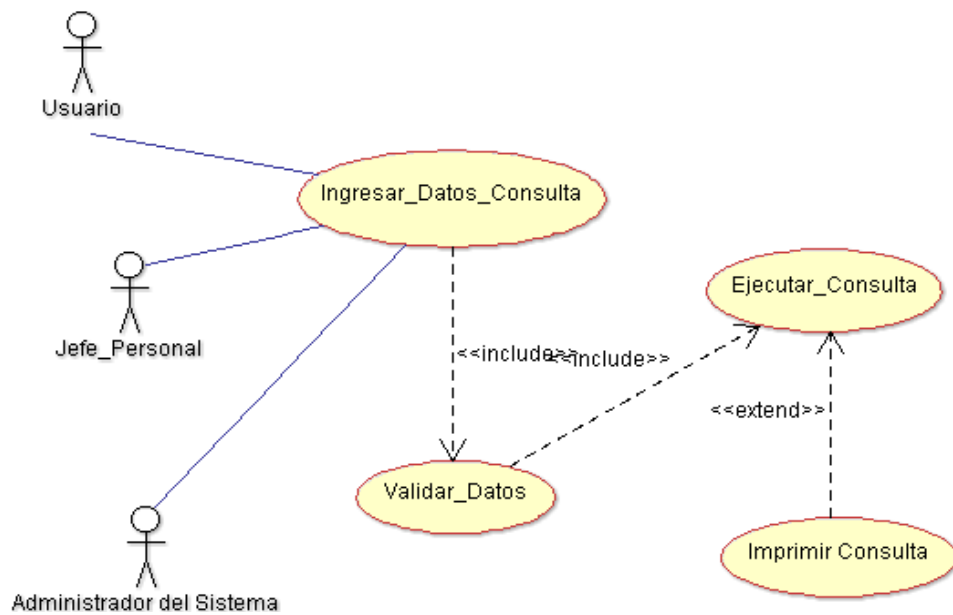 Usuario
Ingresar_Datos_Consulta
Jefe_Personal
Ejecutar_Consulta
<<include>>
<<include>>
<<extend>>
Validar_Datos
Imprimir Consulta
Administrador del Sistema